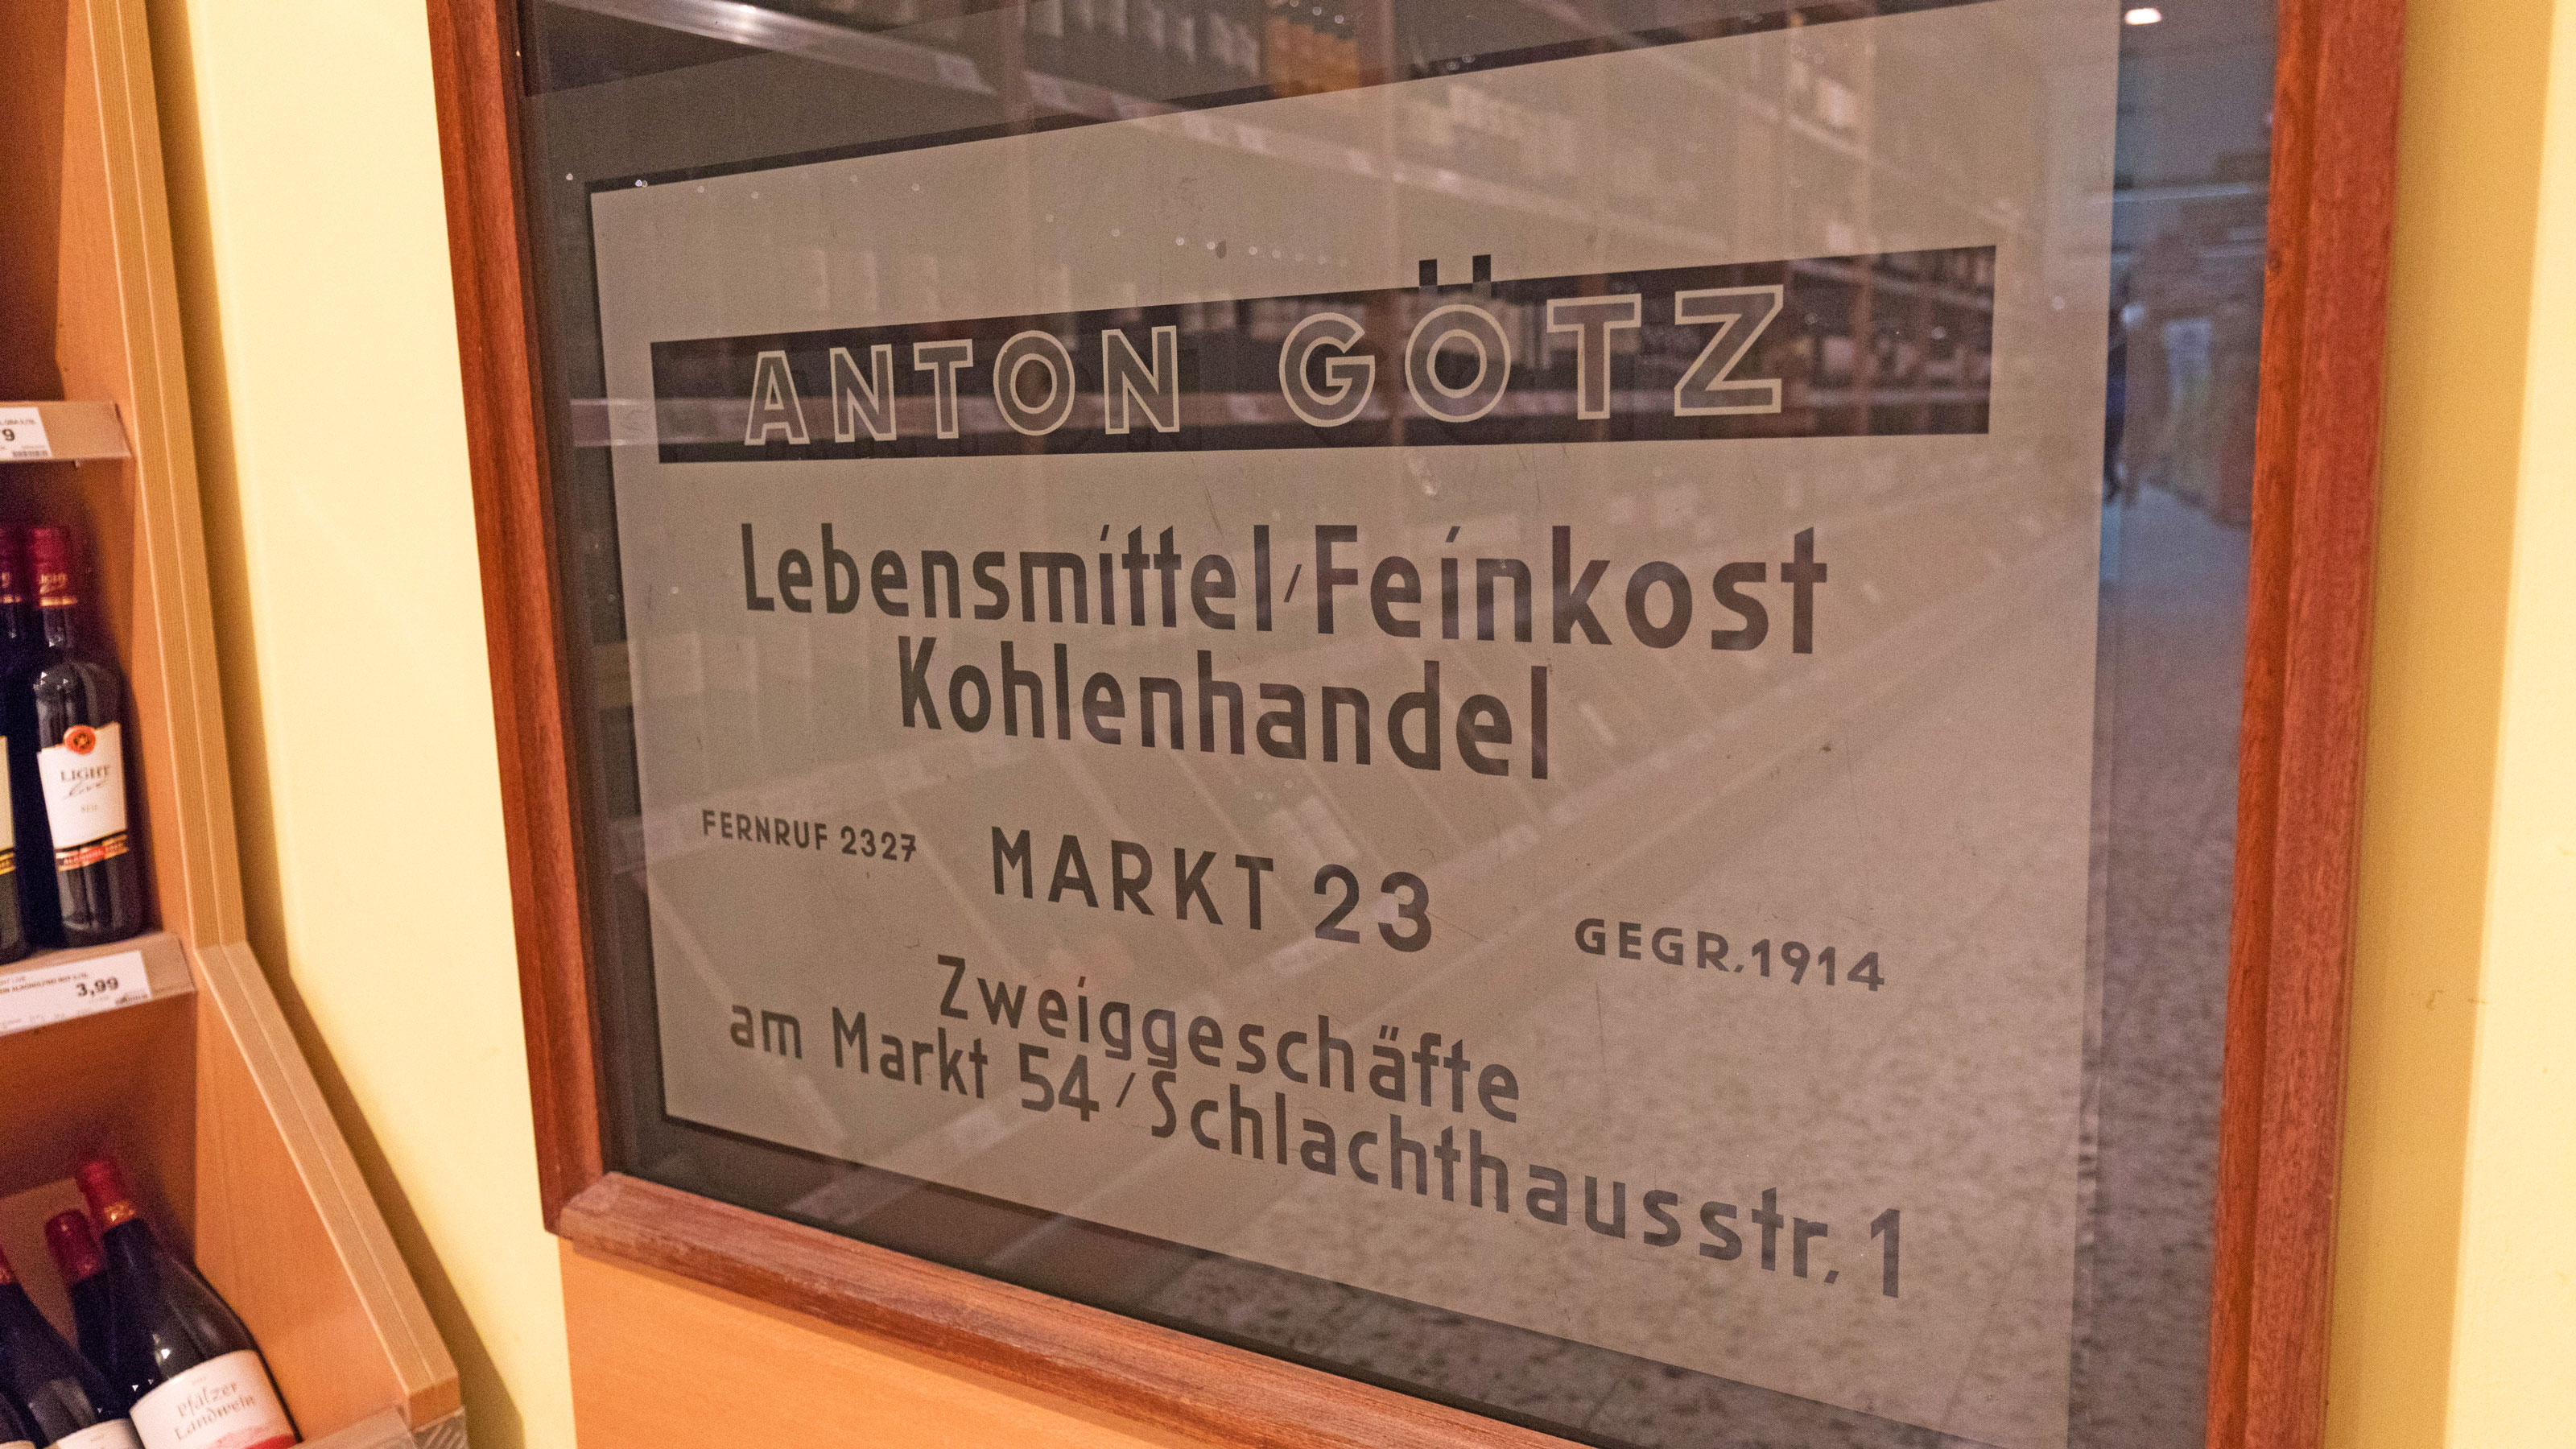 ANTON GÖTZ
Lebensmittel/Feinkost
Kohlenhandel
FERNRUF 2327
MARKT 23
GEGR. 1914
Zweiggeschäfte
am Markt 54/Schlachthausstr. 1
9
LIGHT
live
3,99
Pfälzer
Landwein